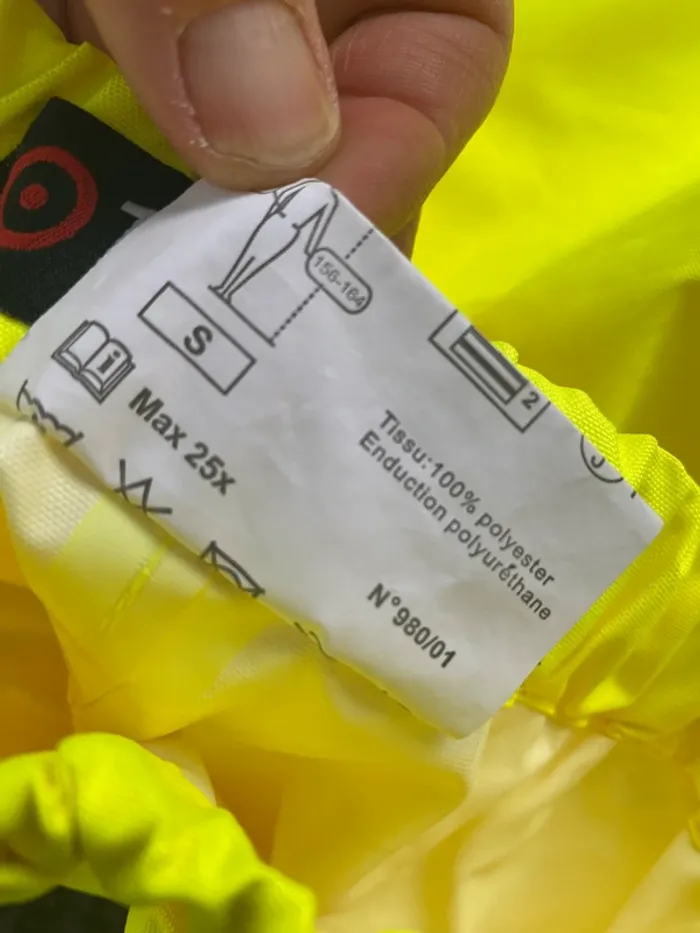 156-164
S
Max 25x
2
Tissu:100% polyester
Enduction polyuréthane
N°980/01